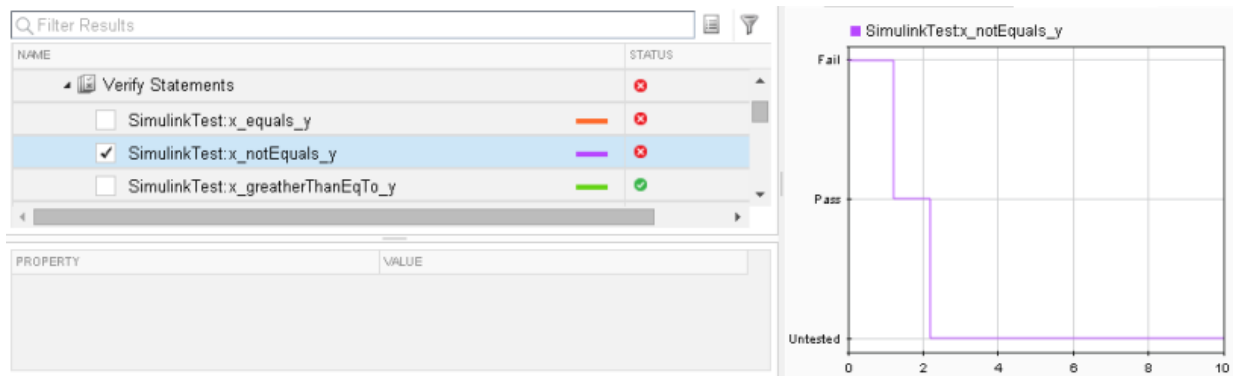 Filter Results
NAME STATUS
Verify Statements
SimulinkTest:x_equals_y
SimulinkTest:x_notEquals_y
SimulinkTest:x_greatherThanEqTo_y
PROPERTY VALUE
SimulinkTest:x_notEquals_y
Fail
Pass
Untested
0 2 4 6 8 10